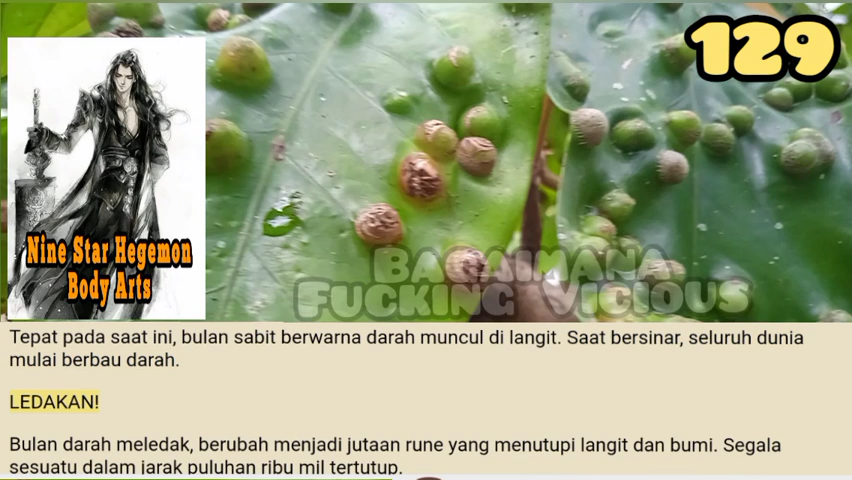 129
Nine Star Hegemon
Body Arts
BAGAIMANA
FUCKING VICIOUS
Tepat pada saat ini, bulan sabit berwarna darah muncul di langit. Saat bersinar, seluruh dunia
mulai berbau darah.
LEDAKAN!
Bulan darah meledak, berubah menjadi jutaan rune yang menutupi langit dan bumi. Segala
sesuatu dalam jarak puluhan ribu mil tertutup.